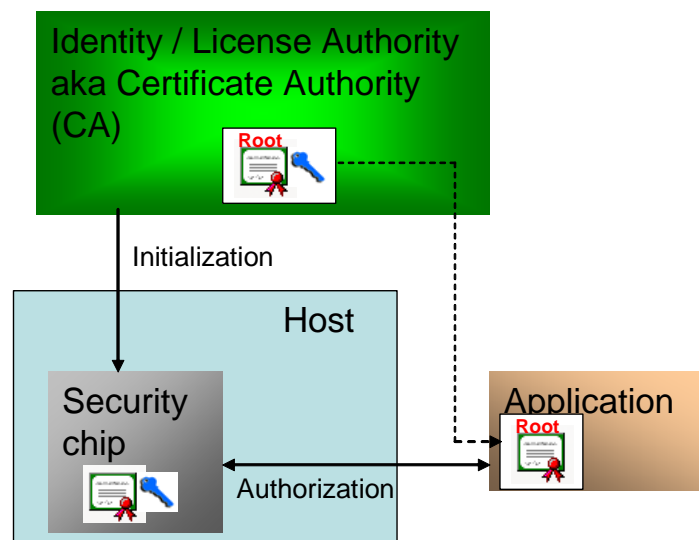 Identity / License Authority
aka Certificate Authority
(CA)
Root
Initialization
Host
Security
chip
Application
Root
Authorization